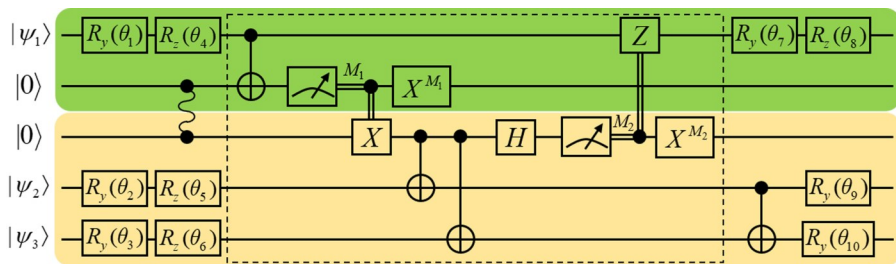 |ψ₁⟩ R_y(θ₁) R_z(θ₄) Z R_y(θ₇) R_z(θ₈)
|0⟩ M₁ X^{M₁}
|0⟩ X H M₂ X^{M₂}
|ψ₂⟩ R_y(θ₂) R_z(θ₅) R_y(θ₉)
|ψ₃⟩ R_y(θ₃) R_z(θ₆) R_y(θ₁₀)